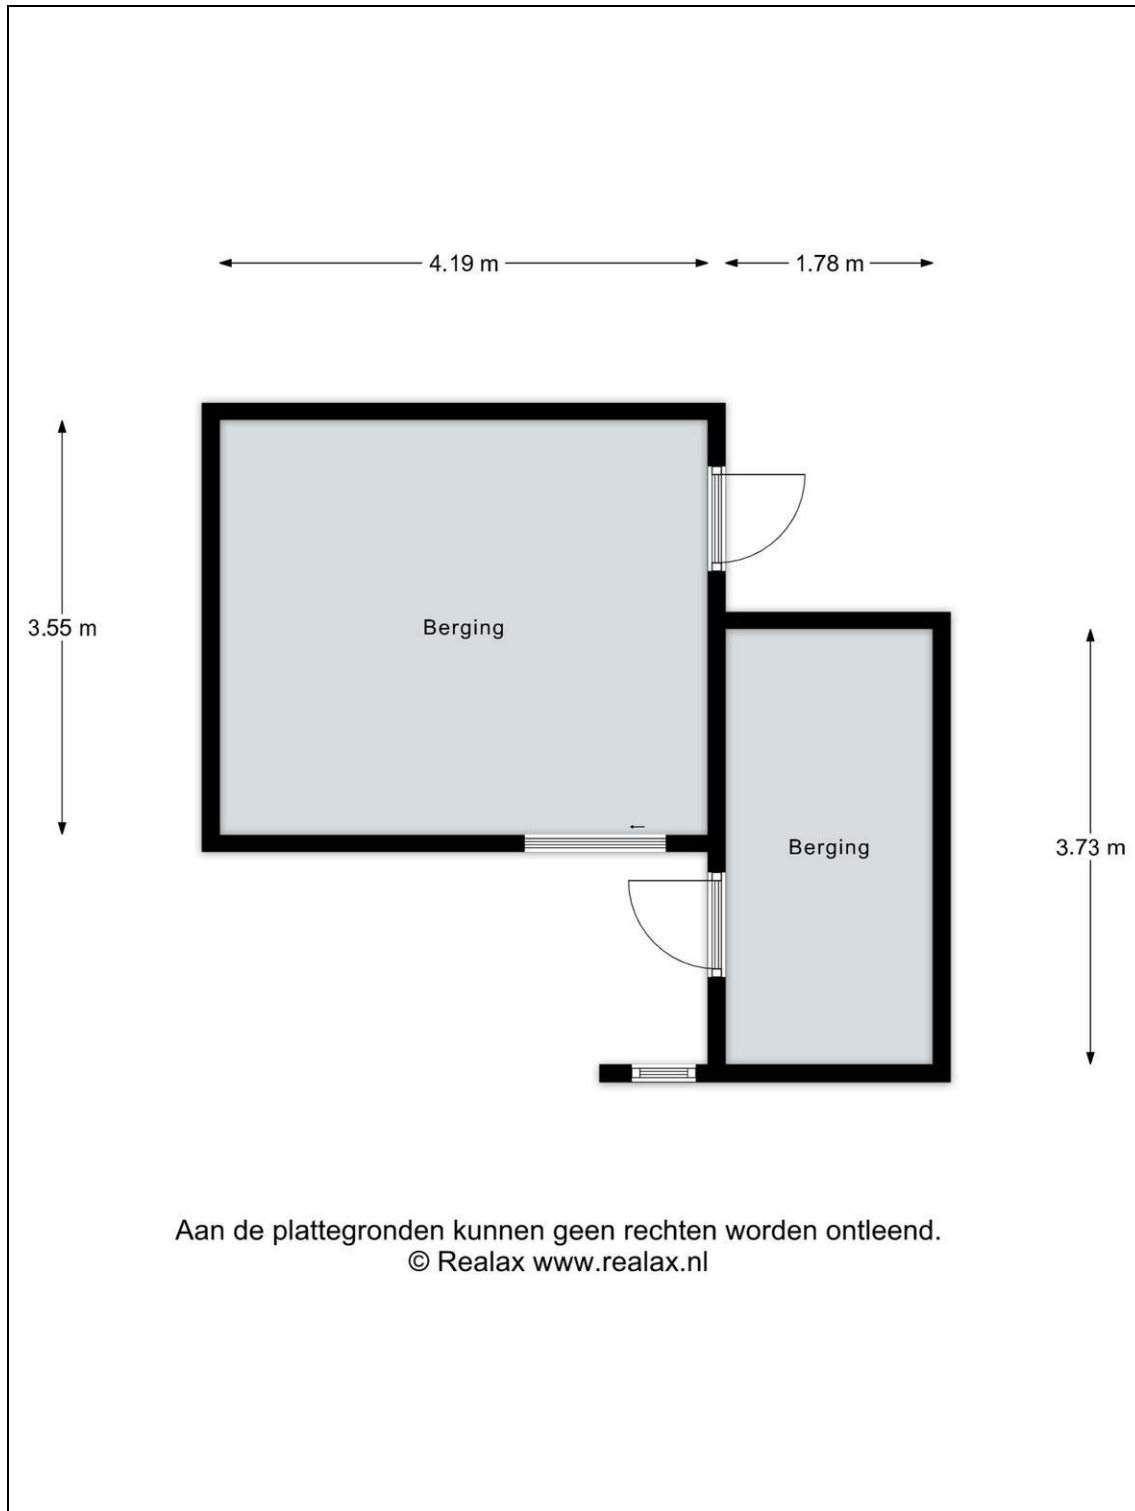 4.19 m
1.78 m
3.55 m
Berging
Berging
3.73 m
Aan de plattegronden kunnen geen rechten worden ontleend.
© Realax www.realax.nl